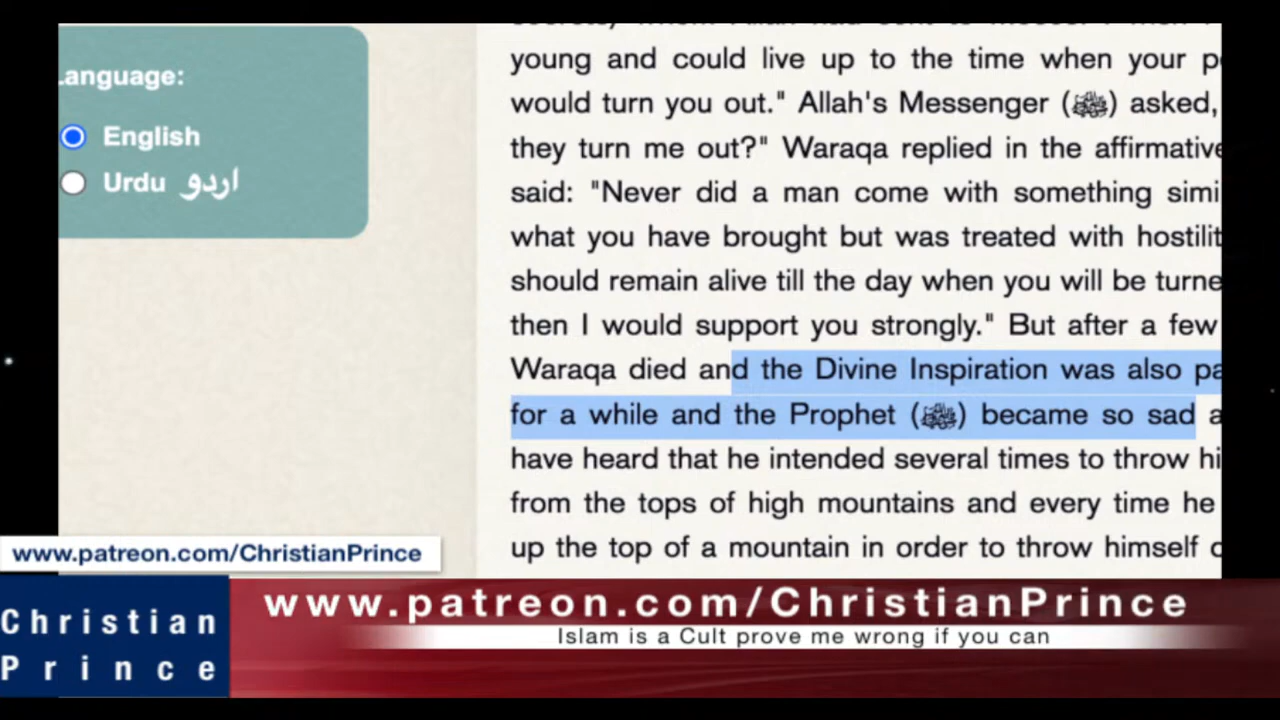 Language:
English
Urdu اردو
young and could live up to the time when your
would turn you out." Allah's Messenger (ﷺ) asked,
they turn me out?" Waraqa replied in the affirmative
said: "Never did a man come with something simi
what you have brought but was treated with hostilit
should remain alive till the day when you will be turne
then I would support you strongly." But after a few
Waraqa died and the Divine Inspiration was also pa
for a while and the Prophet (ﷺ) became so sad a
have heard that he intended several times to throw hi
from the tops of high mountains and every time he
up the top of a mountain in order to throw himself
www.patreon.com/ChristianPrince
www.patreon.com/ChristianPrince
Islam is a Cult prove me wrong if you can
Christian
Prince